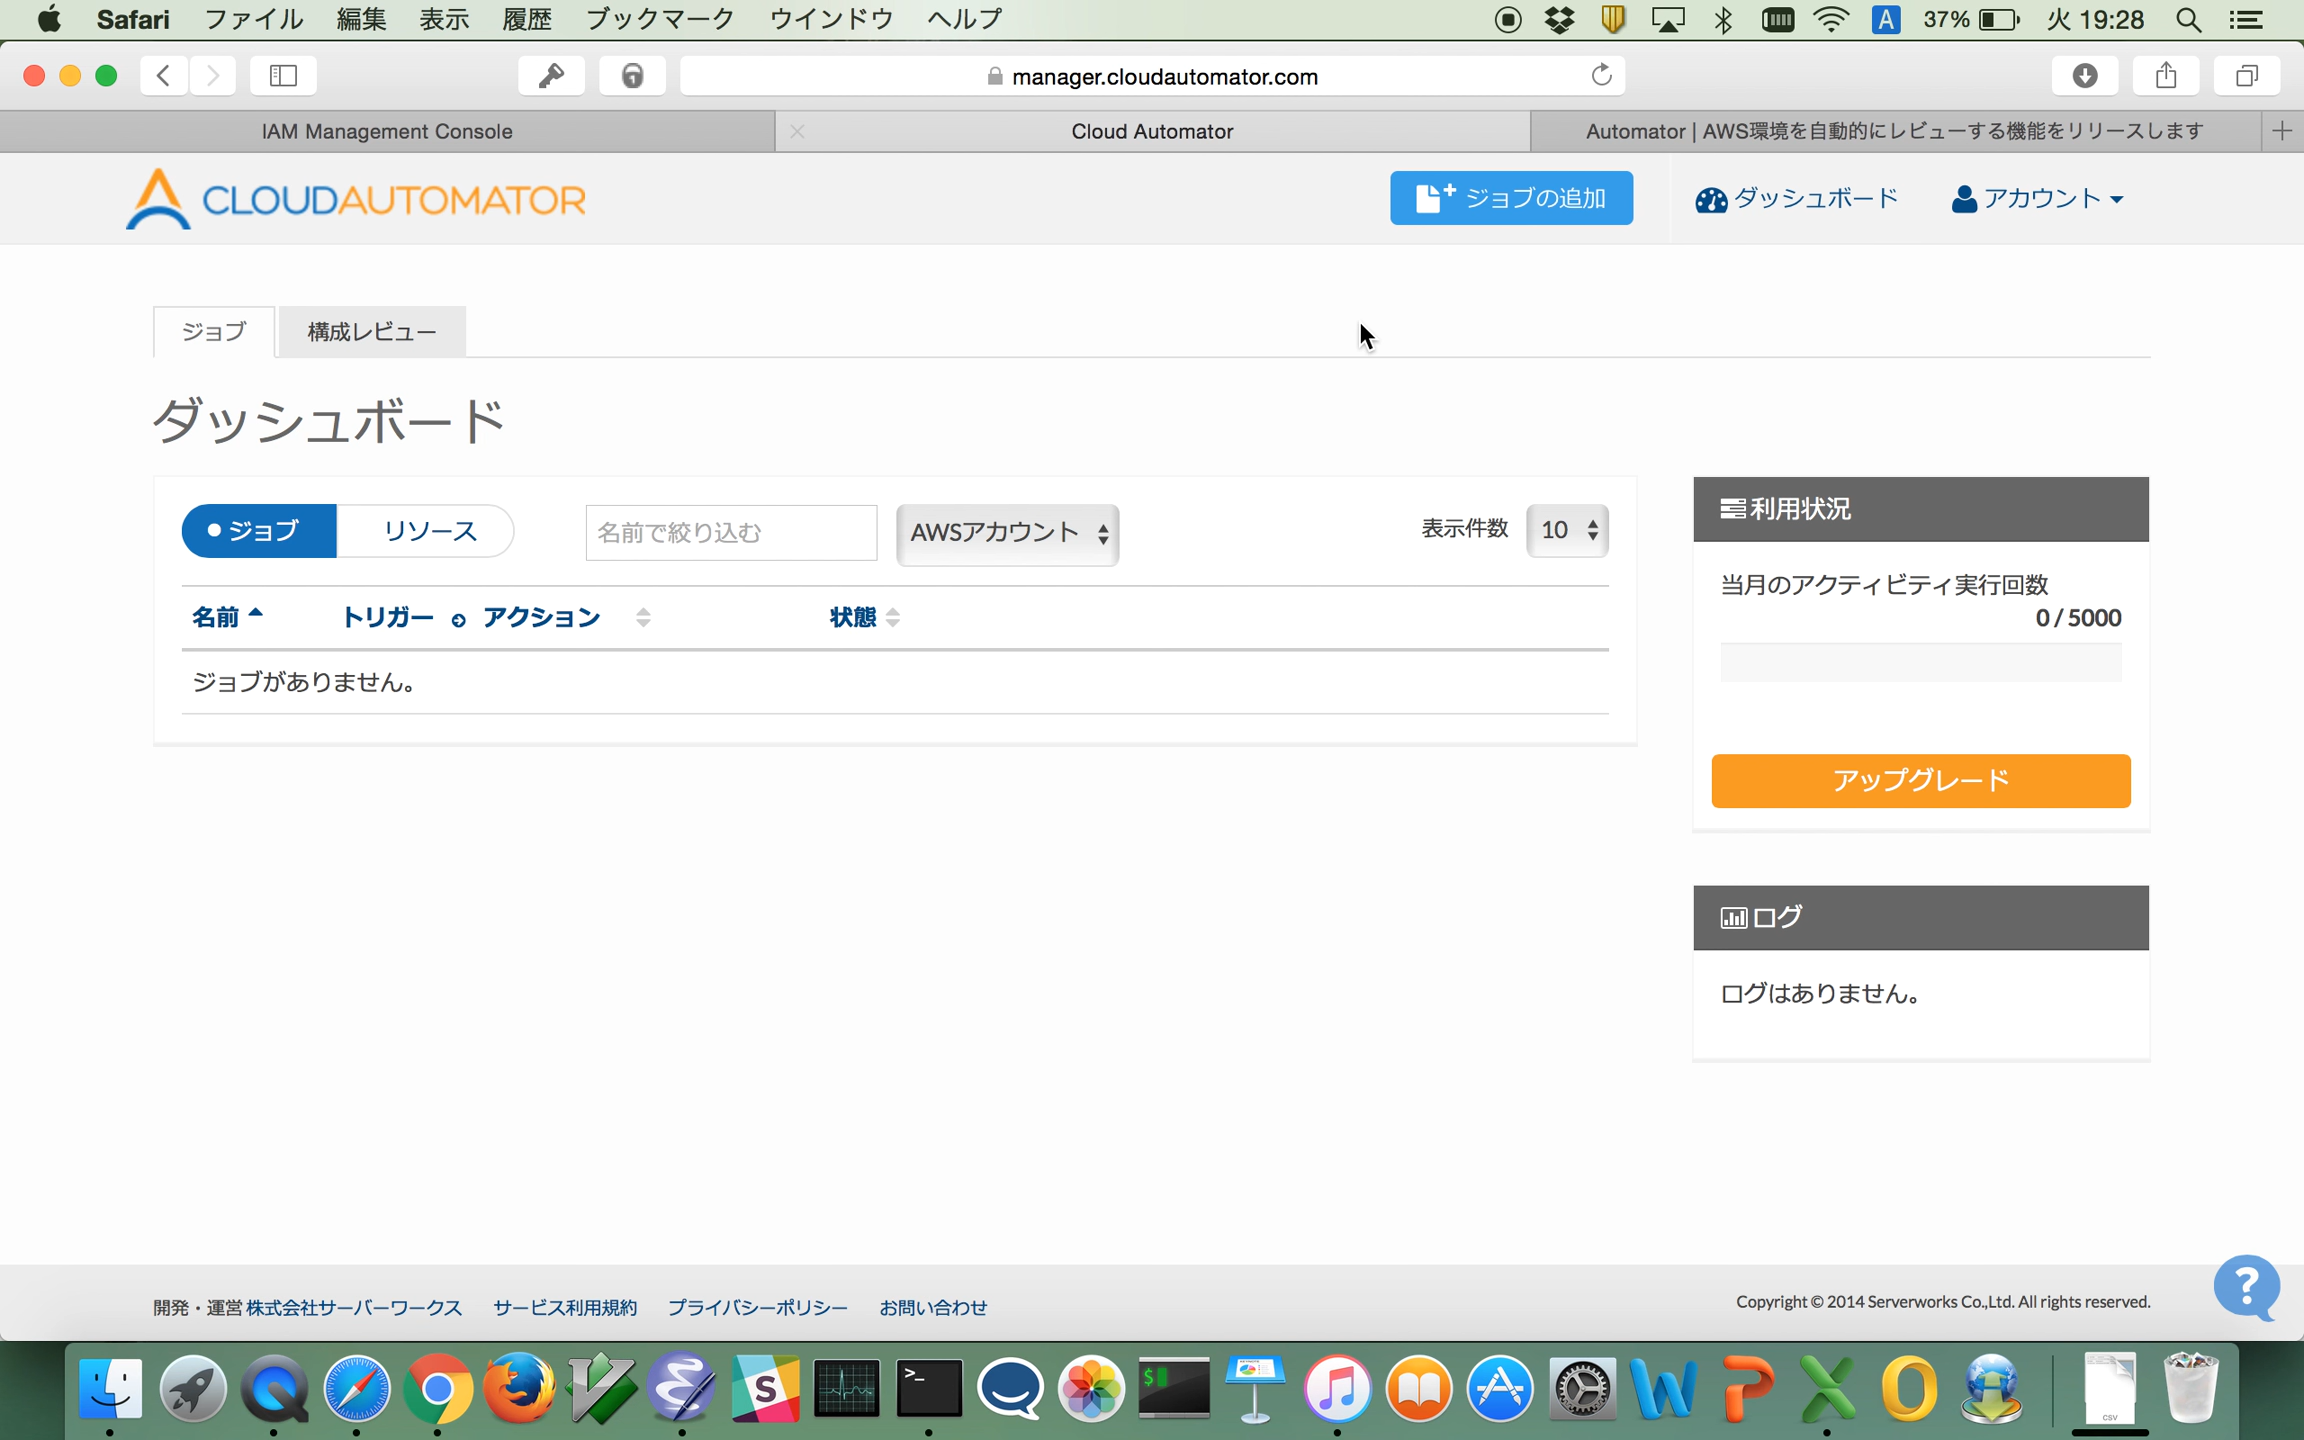 Safari ファイル 編集 表示 履歴 ブックマーク ウインドウ ヘルプ A 37% 火 19:28
manager.cloudautomator.com
IAM Management Console Cloud Automator Automator | AWS環境を自動的にレビューする機能をリリースします
CLOUDAUTOMATOR ジョブの追加 ダッシュボード アカウント
ジョブ 構成レビュー
ダッシュボード
ジョブ リソース 名前で絞り込む AWSアカウント 表示件数 10
名前 トリガー アクション 状態
ジョブがありません。
利用状況
当月のアクティビティ実行回数
0 / 5000
アップグレード
ログ
ログはありません。
開発・運営 株式会社サーバーワークス サービス利用規約 プライバシーポリシー お問い合わせ Copyright © 2014 Serverworks Co.,Ltd. All rights reserved.
?
S >_ $ W P X O CSV